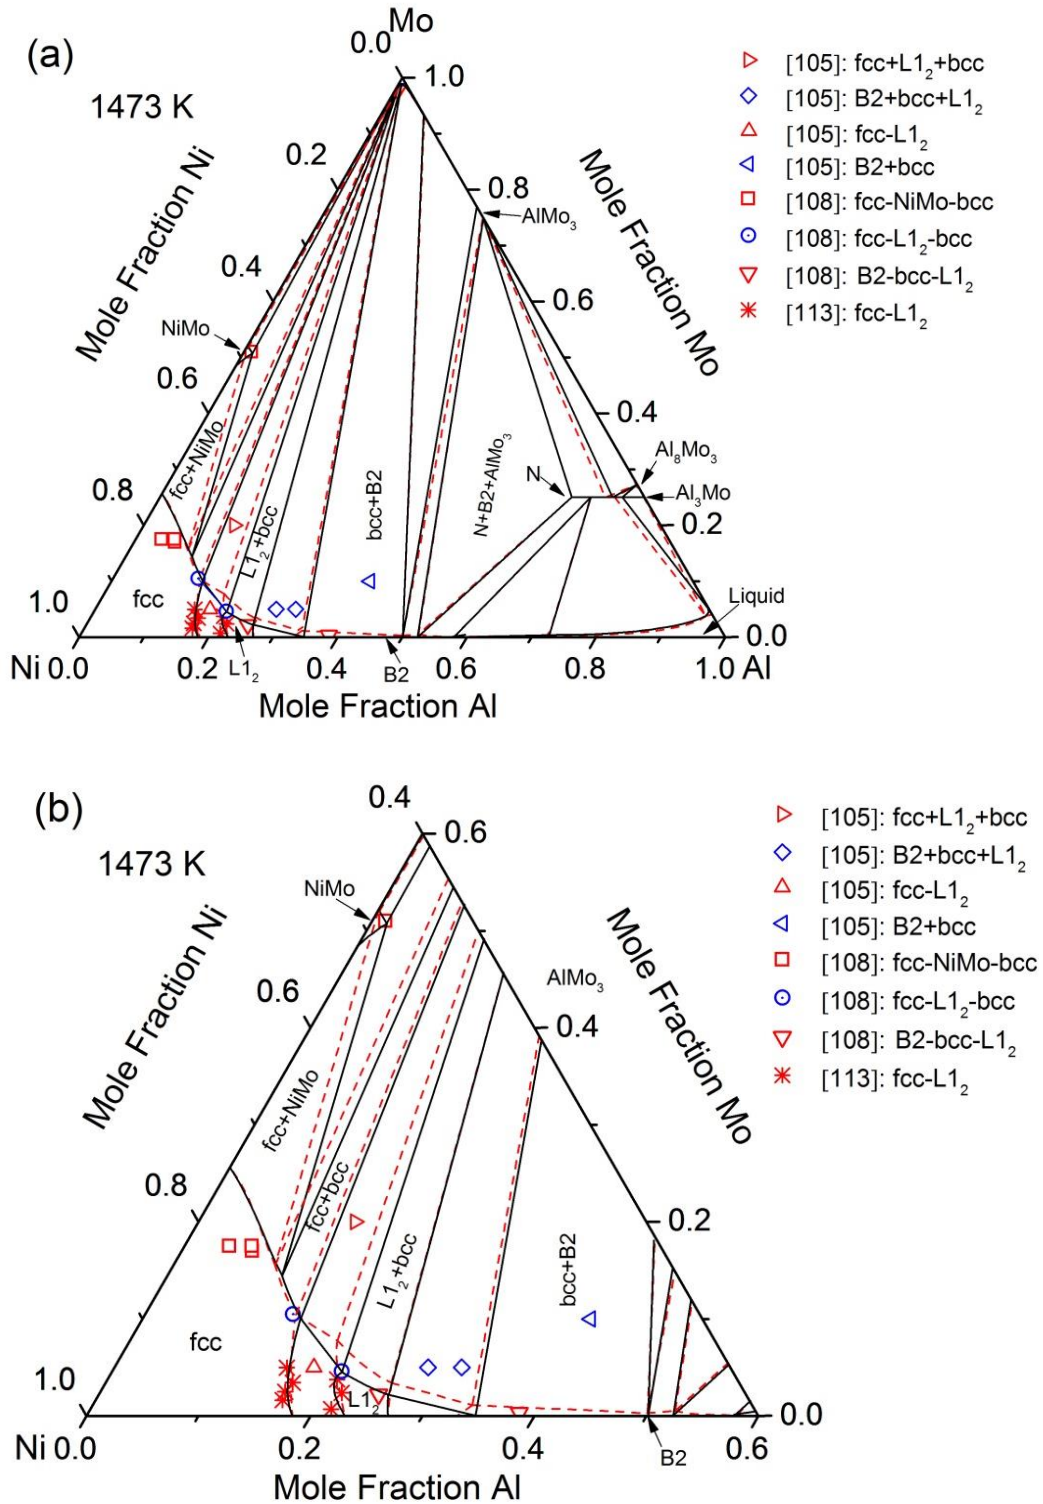 (a)
1473 K
Mo
0.0
1.0
[105]: fcc+L1₂+bcc
[105]: B2+bcc+L1₂
[105]: fcc-L1₂
[105]: B2+bcc
[108]: fcc-NiMo-bcc
[108]: fcc-L1₂-bcc
[108]: B2-bcc-L1₂
[113]: fcc-L1₂
Mole Fraction Ni
0.2
0.4
0.6
0.8
1.0
Mole Fraction Mo
0.8
0.6
0.4
0.2
0.0
AlMo₃
NiMo
fcc+NiMo
L1₂+bcc
bcc+B2
N+B2+AlMo₃
N
Al₈Mo₃
Al₃Mo
Liquid
fcc
L1₂
B2
Ni 0.0
0.2
0.4
0.6
0.8
1.0 Al
Mole Fraction Al
(b)
1473 K
0.4
0.6
[105]: fcc+L1₂+bcc
[105]: B2+bcc+L1₂
[105]: fcc-L1₂
[105]: B2+bcc
[108]: fcc-NiMo-bcc
[108]: fcc-L1₂-bcc
[108]: B2-bcc-L1₂
[113]: fcc-L1₂
Mole Fraction Ni
0.6
0.8
1.0
Mole Fraction Mo
0.4
0.2
0.0
NiMo
AlMo₃
fcc+NiMo
fcc+bcc
L1₂+bcc
bcc+B2
fcc
L1₂
B2
Ni 0.0
0.2
0.4
0.6
Mole Fraction Al